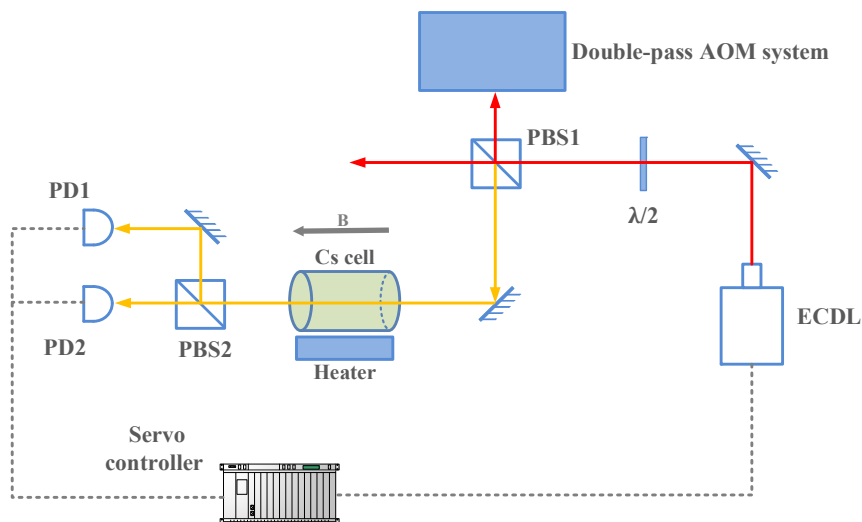 Double-pass AOM system
PBS1
PD1
λ/2
B
Cs cell
ECDL
PD2
PBS2
Heater
Servo
controller